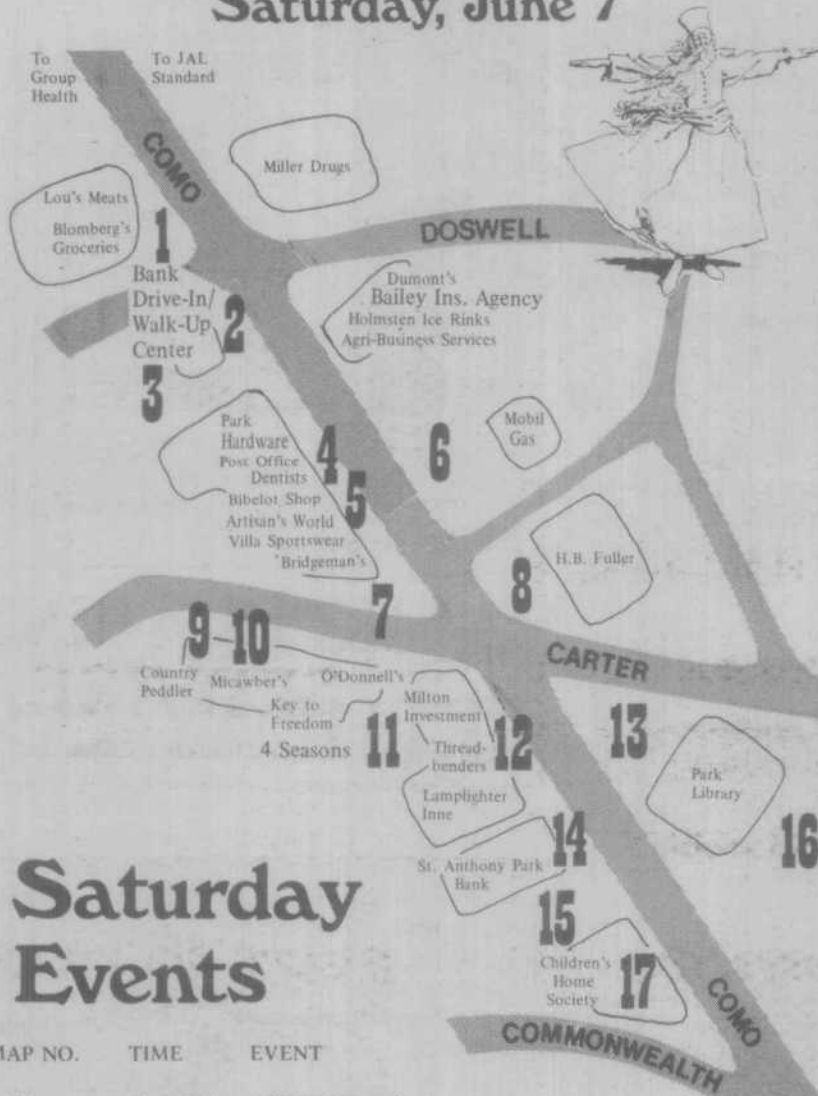 Saturday, June 7
To
Group
Health
To JAL
Standard
COMO
Miller Drugs
Lou's Meats
Blomberg's
Groceries
1
DOSWELL
Bank
Drive-In/
Walk-Up
Center
2
3
Dumont's
Bailey Ins. Agency
Holmsten Ice Rinks
Agri-Business Services
Park
Hardware
Post Office
Dentists
Bibelot Shop
Artisan's World
Villa Sportswear
Bridgeman's
4
5
6
Mobil
Gas
7
8
H.B. Fuller
9
10
CARTER
Country
Peddler
Micawber's
O'Donnell's
Key to
Freedom
4 Seasons
11
Milton
Investment
Thread-
benders
12
Lamplighter
Inne
13
Park
Library
14
St. Anthony Park
Bank
15
16
Children's
Home
Society
17
COMO
COMMONWEALTH
Saturday
Events
MAP NO. TIME EVENT